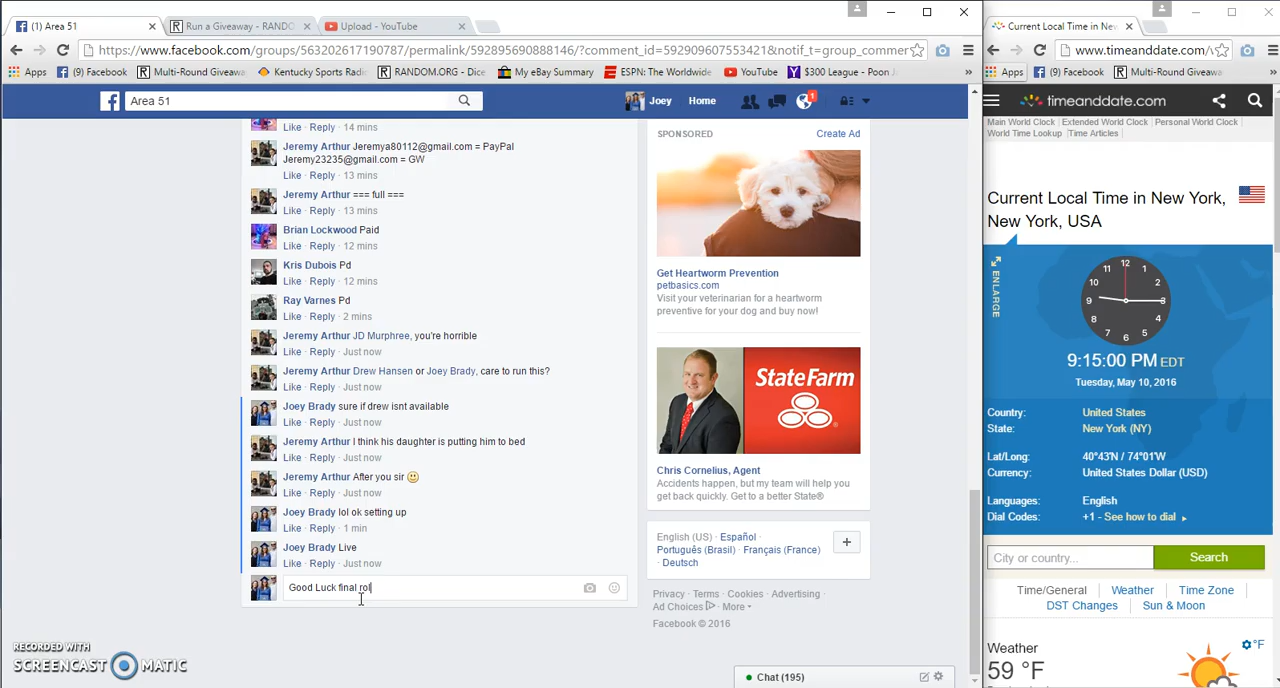 (1) Area 51
Run a Giveaway - RANDO
Upload - YouTube
https://www.facebook.com/groups/563202617190787/permalink/592895690888146/?comment_id=592909607553421&notif_t=group_commer
Apps
(9) Facebook
Multi-Round Giveaw
Kentucky Sports Radi
RANDOM.ORG - Dice
My eBay Summary
ESPN: The Worldwide
YouTube
$300 League - Poon J
»
Area 51
Joey
Home
1
Like · Reply · 14 mins
Jeremy Arthur Jeremya80112@gmail.com = PayPal
Jeremy23235@gmail.com = GW
Like · Reply · 13 mins
Jeremy Arthur === full ===
Like · Reply · 13 mins
Brian Lockwood Paid
Like · Reply · 12 mins
Kris Dubois Pd
Like · Reply · 12 mins
Ray Varnes Pd
Like · Reply · 2 mins
Jeremy Arthur JD Murphree, you're horrible
Like · Reply · Just now
Jeremy Arthur Drew Hansen or Joey Brady, care to run this?
Like · Reply · Just now
Joey Brady sure if drew isnt available
Like · Reply · Just now
Jeremy Arthur I think his daughter is putting him to bed
Like · Reply · Just now
Jeremy Arthur After you sir
Like · Reply · Just now
Joey Brady lol ok setting up
Like · Reply · 1 min
Joey Brady Live
Like · Reply · Just now
Good Luck final rol
SPONSORED
Create Ad
Get Heartworm Prevention
petbasics.com
Visit your veterinarian for a heartworm
preventive for your dog and buy now!
StateFarm
Chris Cornelius, Agent
Accidents happen, but my team will help you
get back quickly. Get to a better State®
English (US) · Español ·
Português (Brasil) · Français (France)
· Deutsch
Privacy · Terms · Cookies · Advertising ·
Ad Choices · More
Facebook © 2016
Chat (195)
RECORDED WITH
SCREENCAST MATIC
Current Local Time in New
www.timeanddate.com/w
Apps
(9) Facebook
Multi-Round Giveaw
»
timeanddate.com
Main World Clock
Extended World Clock
Personal World Clock
World Time Lookup
Time Articles
Current Local Time in New York,
New York, USA
ENLARGE
12
1
2
3
4
5
6
7
8
9
10
11
9:15:00 PM EDT
Tuesday, May 10, 2016
Country: United States
State: New York (NY)
Lat/Long: 40°43'N / 74°01'W
Currency: United States Dollar (USD)
Languages: English
Dial Codes: +1 - See how to dial
City or country...
Search
Time/General
Weather
Time Zone
DST Changes
Sun & Moon
Weather
°F
59 °F